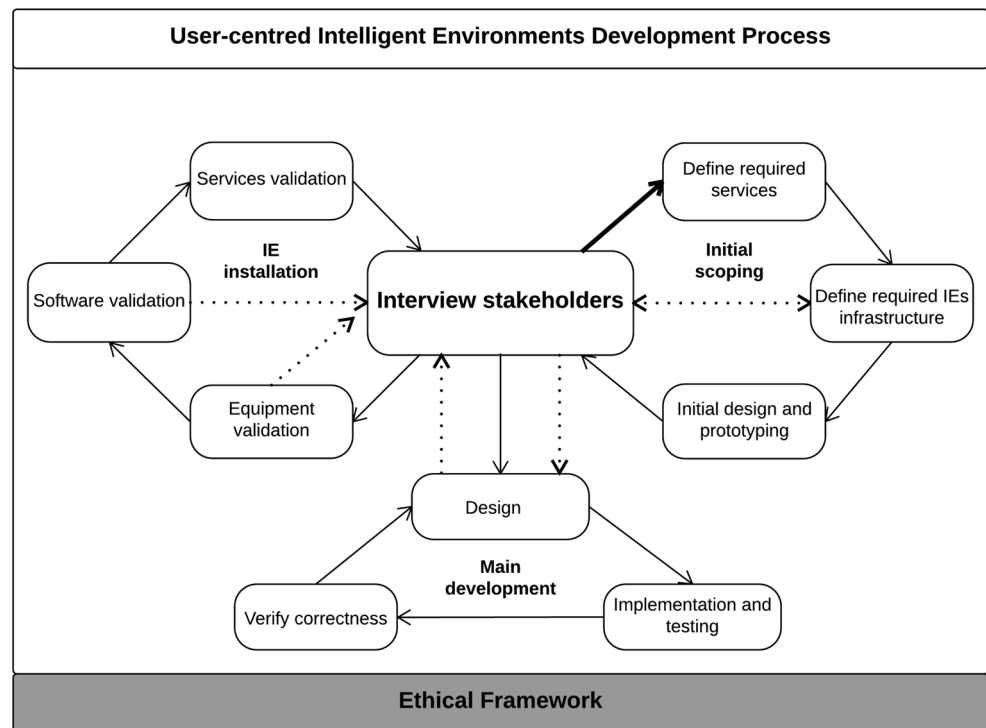 User-centred Intelligent Environments Development Process
Services validation
Define required
services
IE
installation
Initial
scoping
Software validation
Interview stakeholders
Define required IEs
infrastructure
Equipment
validation
Initial design and
prototyping
Design
Main
development
Verify correctness
Implementation and
testing
Ethical Framework